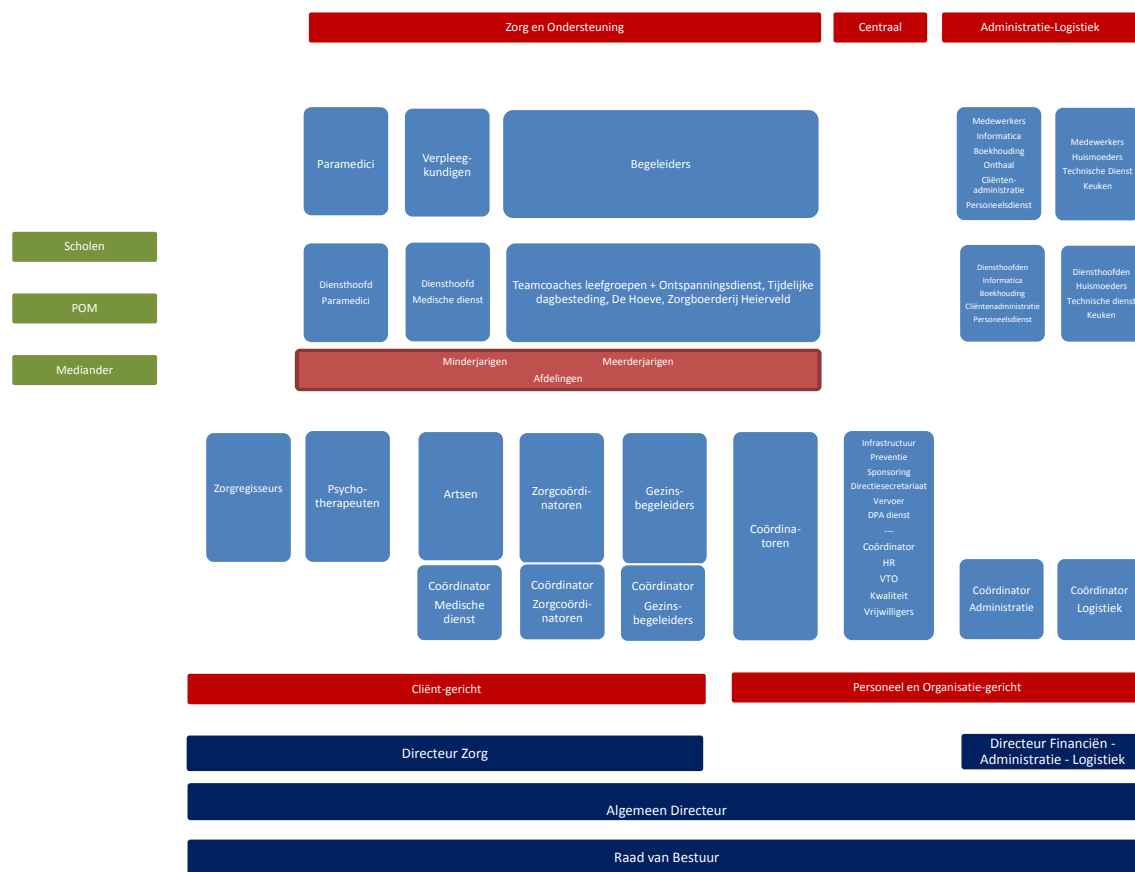 Zorg en Ondersteuning
Centraal
Administratie-Logistiek
Paramedici
Verpleeg-
kundigen
Begeleiders
Medewerkers
Informatica
Boekhouding
Onthaal
Cliënten-
administratie
Personeelsdienst
Medewerkers
Huismoeders
Technische Dienst
Keuken
Scholen
POM
Mediander
Diensthoofd
Paramedici
Diensthoofd
Medische dienst
Teamcoaches leefgroepen + Ontspanningsdienst, Tijdelijke
dagbesteding, De Hoeve, Zorgboerderij Heierveld
Diensthoofden
Informatica
Boekhouding
Cliëntenadministratie
Personeelsdienst
Diensthoofden
Huismoeders
Technische dienst
Keuken
Minderjarigen Meerderjarigen
Afdelingen
Zorgregisseurs
Psycho-
therapeuten
Artsen
Zorgcoördi-
natoren
Gezins-
begeleiders
Coördina-
toren
Infrastructuur
Preventie
Sponsoring
Directiesecretariaat
Vervoer
DPA dienst
---
Coördinator
HR
VTO
Kwaliteit
Vrijwilligers
Coördinator
Medische
dienst
Coördinator
Zorgcoördi-
natoren
Coördinator
Gezins-
begeleiders
Coördinator
Administratie
Coördinator
Logistiek
Cliënt-gericht
Personeel en Organisatie-gericht
Directeur Zorg
Directeur Financiën -
Administratie - Logistiek
Algemeen Directeur
Raad van Bestuur